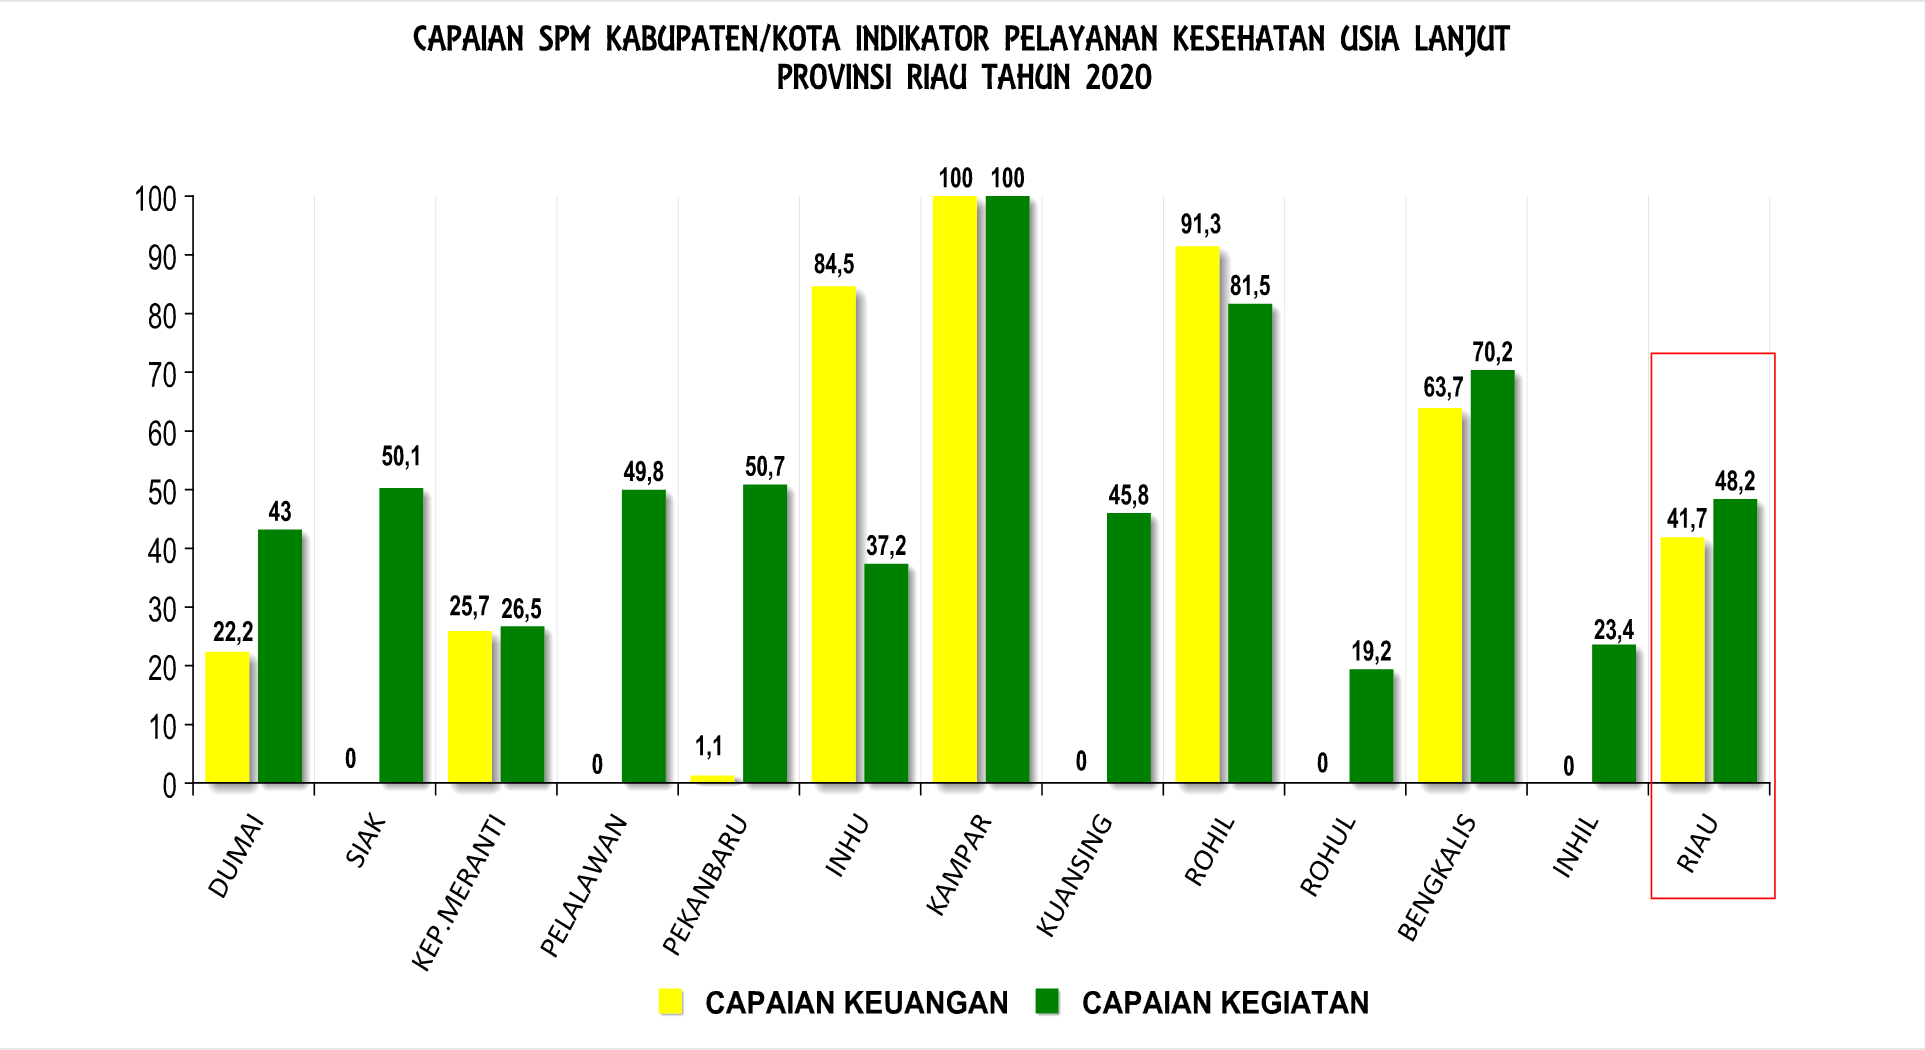 CAPAIAN SPM KABUPATEN/KOTA INDIKATOR PELAYANAN KESEHATAN USIA LANJUT
PROVINSI RIAU TAHUN 2020
100
90
80
70
60
50
40
30
20
10
0
22,2
43
0
50,1
25,7
26,5
0
49,8
1,1
50,7
84,5
37,2
100
100
0
45,8
91,3
81,5
0
19,2
63,7
70,2
0
23,4
41,7
48,2
DUMAI
SIAK
KEP.MERANTI
PELALAWAN
PEKANBARU
INHU
KAMPAR
KUANSING
ROHIL
ROHUL
BENGKALIS
INHIL
RIAU
CAPAIAN KEUANGAN
CAPAIAN KEGIATAN